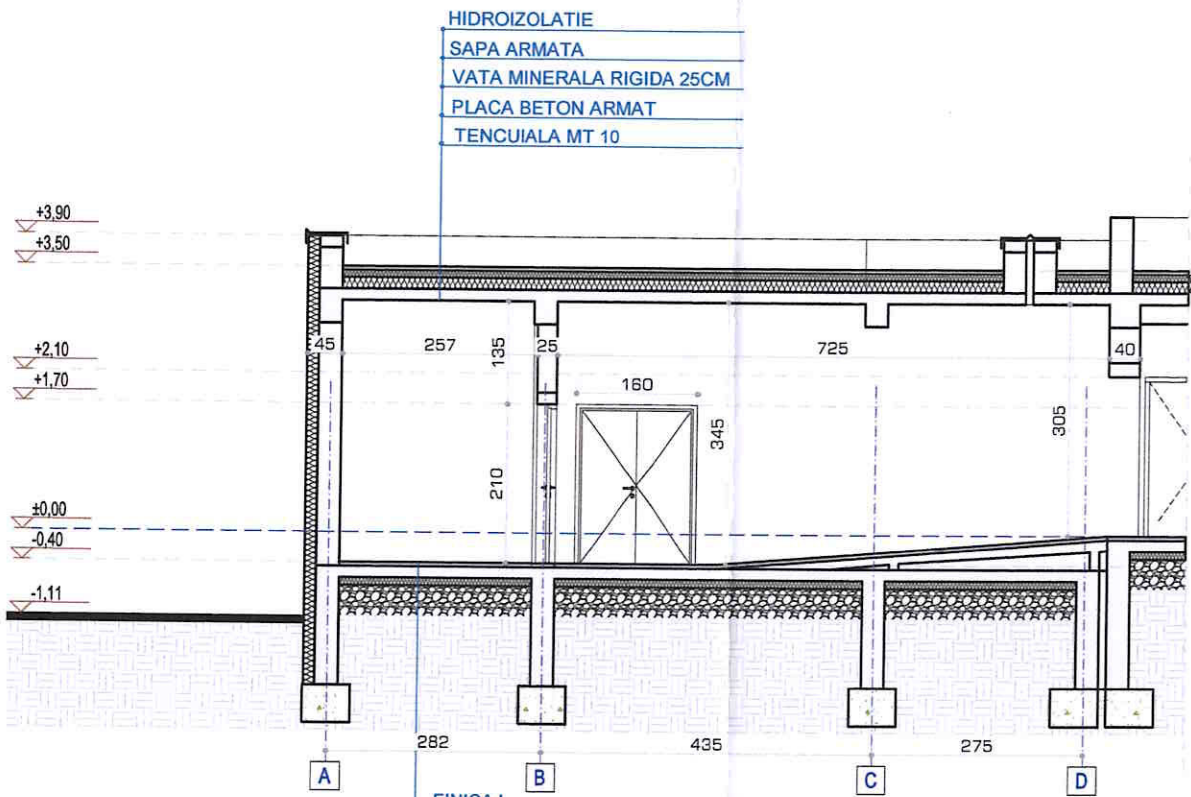 HIDROIZOLATIE
SAPA ARMATA
VATA MINERALA RIGIDA 25CM
PLACA BETON ARMAT
TENCUIALA MT 10
+3,90
+3,50
45
257
135
25
725
40
+2,10
+1,70
160
345
305
210
±0,00
-0,40
-1,11
282
435
275
A
B
C
D